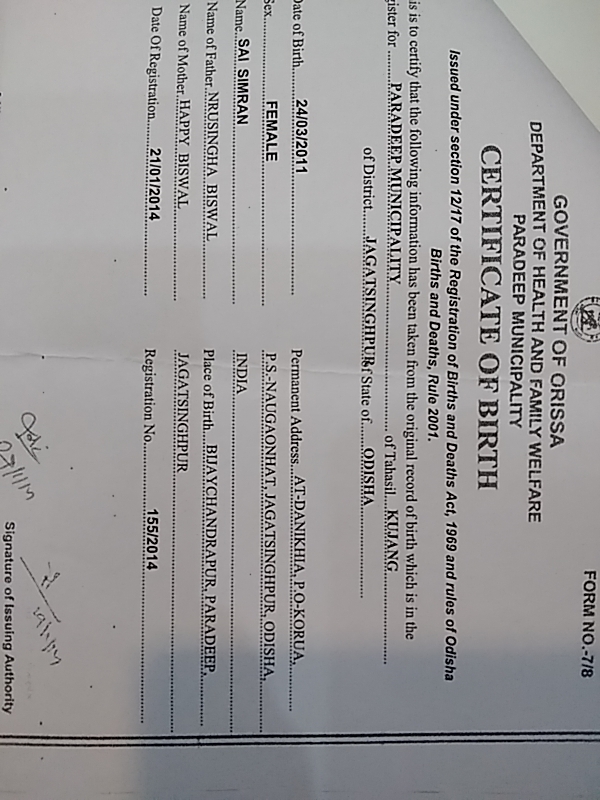 FORM NO.-7/8
GOVERNMENT OF ORISSA
DEPARTMENT OF HEALTH AND FAMILY WELFARE
PARADEEP MUNICIPALITY
CERTIFICATE OF BIRTH
Issued under section 12/17 of the Registration of Births and Deaths Act, 1969 and rules of Odisha
Births and Deaths, Rule 2001.
is is to certify that the following information has been taken from the original record of birth which is in the
gister for ........PARADEEP MUNICIPALITY........ of Tahasil...KUJANG........
of District.....JAGATSINGHPUR of State of.....ODISHA........
Date of Birth........24/03/2011........ Permanent Address...AT-DANIKHIA, P.O-KORUA,
Sex........FEMALE........ P.S.-NAUGAONHAT, JAGATSINGHPUR, ODISHA,
Name..SAI SIMRAN........ INDIA
Name of Father..NRUSINGHA BISWAL........ Place of Birth....BIJAYCHANDRAPUR, PARADEEP,
Name of Mother..HAPPY BISWAL........ JAGATSINGHPUR
Date Of Registration........21/01/2014........ Registration No........155/2014........
Signature of Issuing Authority